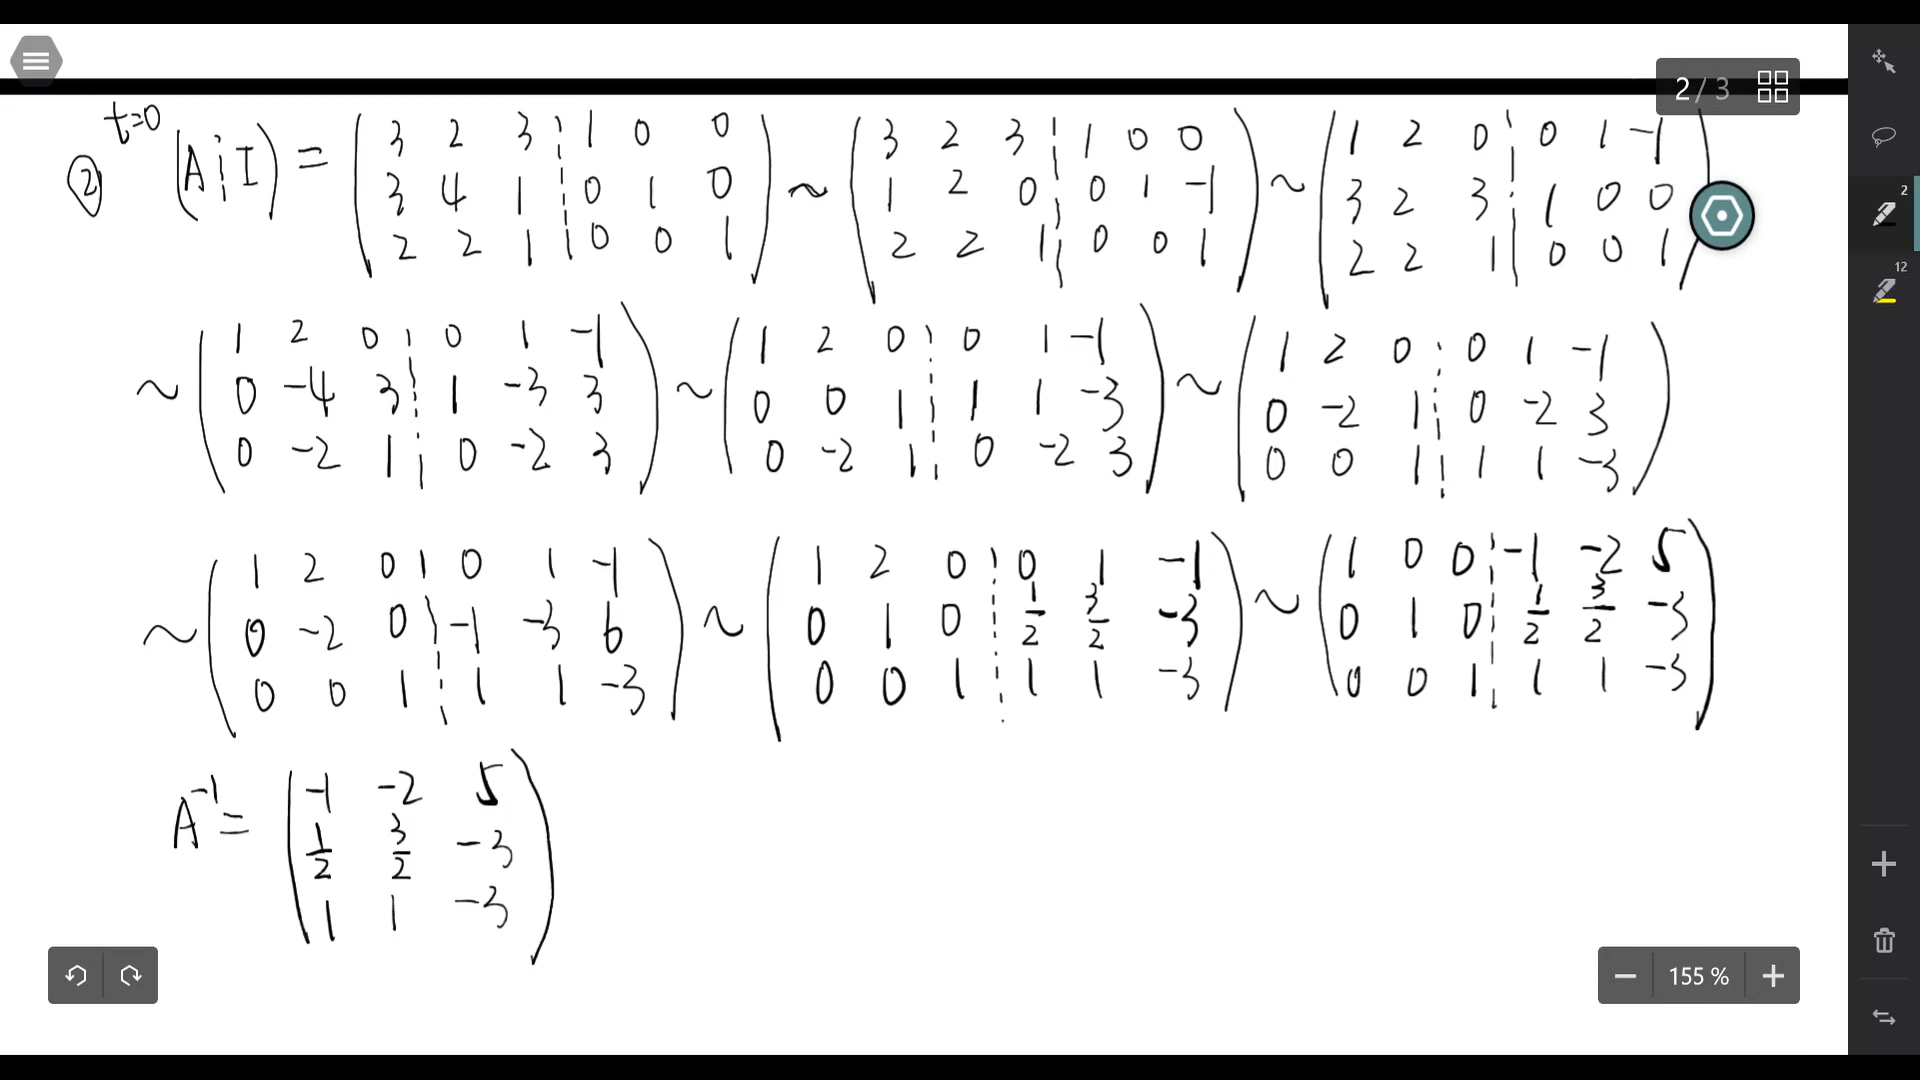 2 / 3
t=0
② (A¦I) = (3 2 3 ¦ 1 0 0 ~ (3 2 3 ¦ 1 0 0 ~ (1 2 0 ¦ 0 1 -1
3 4 1 ¦ 0 1 0 1 2 0 ¦ 0 1 -1 3 2 3 ¦ 1 0 0
2 2 1 ¦ 0 0 1) 2 2 1 ¦ 0 0 1) 2 2 1 ¦ 0 0 1)
~ (1 2 0 ¦ 0 1 -1 ~ (1 2 0 ¦ 0 1 -1 ~ (1 2 0 ¦ 0 1 -1
0 -4 3 ¦ 1 -3 3 0 0 1 ¦ 1 1 -3 0 -2 1 ¦ 0 -2 3
0 -2 1 ¦ 0 -2 3) 0 -2 1 ¦ 0 -2 3) 0 0 1 ¦ 1 1 -3)
~ (1 2 0 ¦ 0 1 -1 ~ (1 2 0 ¦ 0 1 -1 ~ (1 0 0 ¦ -1 -2 5
0 -2 0 ¦ -1 -3 6 0 1 0 ¦ 1/2 3/2 -3 0 1 0 ¦ 1/2 3/2 -3
0 0 1 ¦ 1 1 -3) 0 0 1 ¦ 1 1 -3) 0 0 1 ¦ 1 1 -3)
A⁻¹ = (-1 -2 5
1/2 3/2 -3
1 1 -3)
155 %
2
12